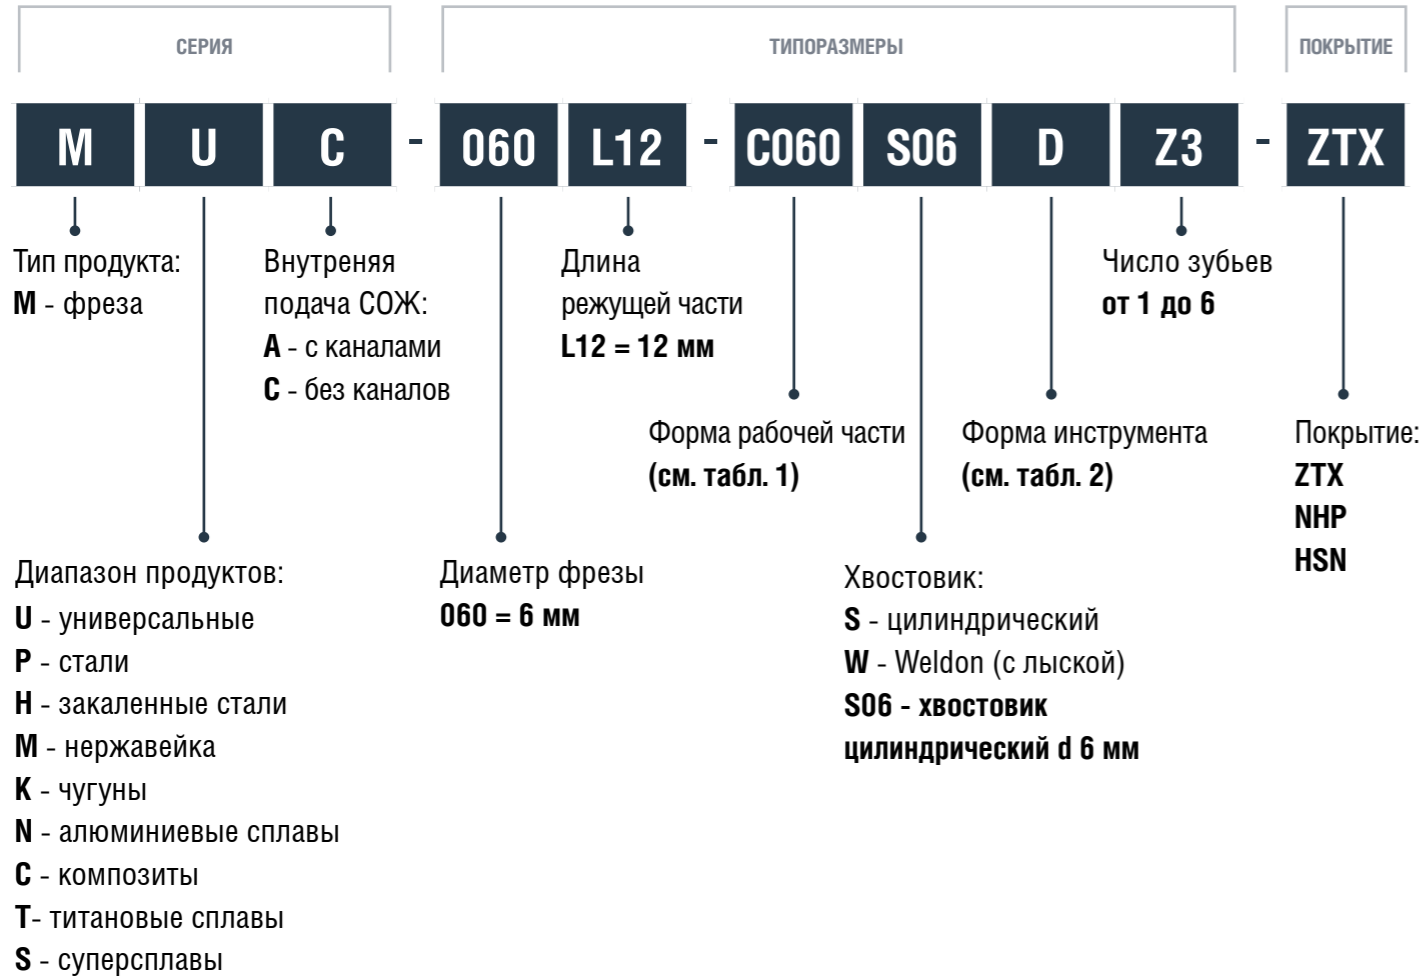 СЕРИЯ
ТИПОРАЗМЕРЫ
ПОКРЫТИЕ
M U C - 060 L12 - C060 S06 D Z3 - ZTX
Тип продукта:
M - фреза
Внутреняя
подача СОЖ:
A - с каналами
C - без каналов
Длина
режущей части
L12 = 12 мм
Число зубьев
от 1 до 6
Форма рабочей части
(см. табл. 1)
Форма инструмента
(см. табл. 2)
Покрытие:
ZTX
NHP
HSN
Диапазон продуктов:
U - универсальные
P - стали
H - закаленные стали
M - нержавейка
K - чугуны
N - алюминиевые сплавы
C - композиты
T- титановые сплавы
S - суперсплавы
Диаметр фрезы
060 = 6 мм
Хвостовик:
S - цилиндрический
W - Weldon (с лыской)
S06 - хвостовик
цилиндрический d 6 мм